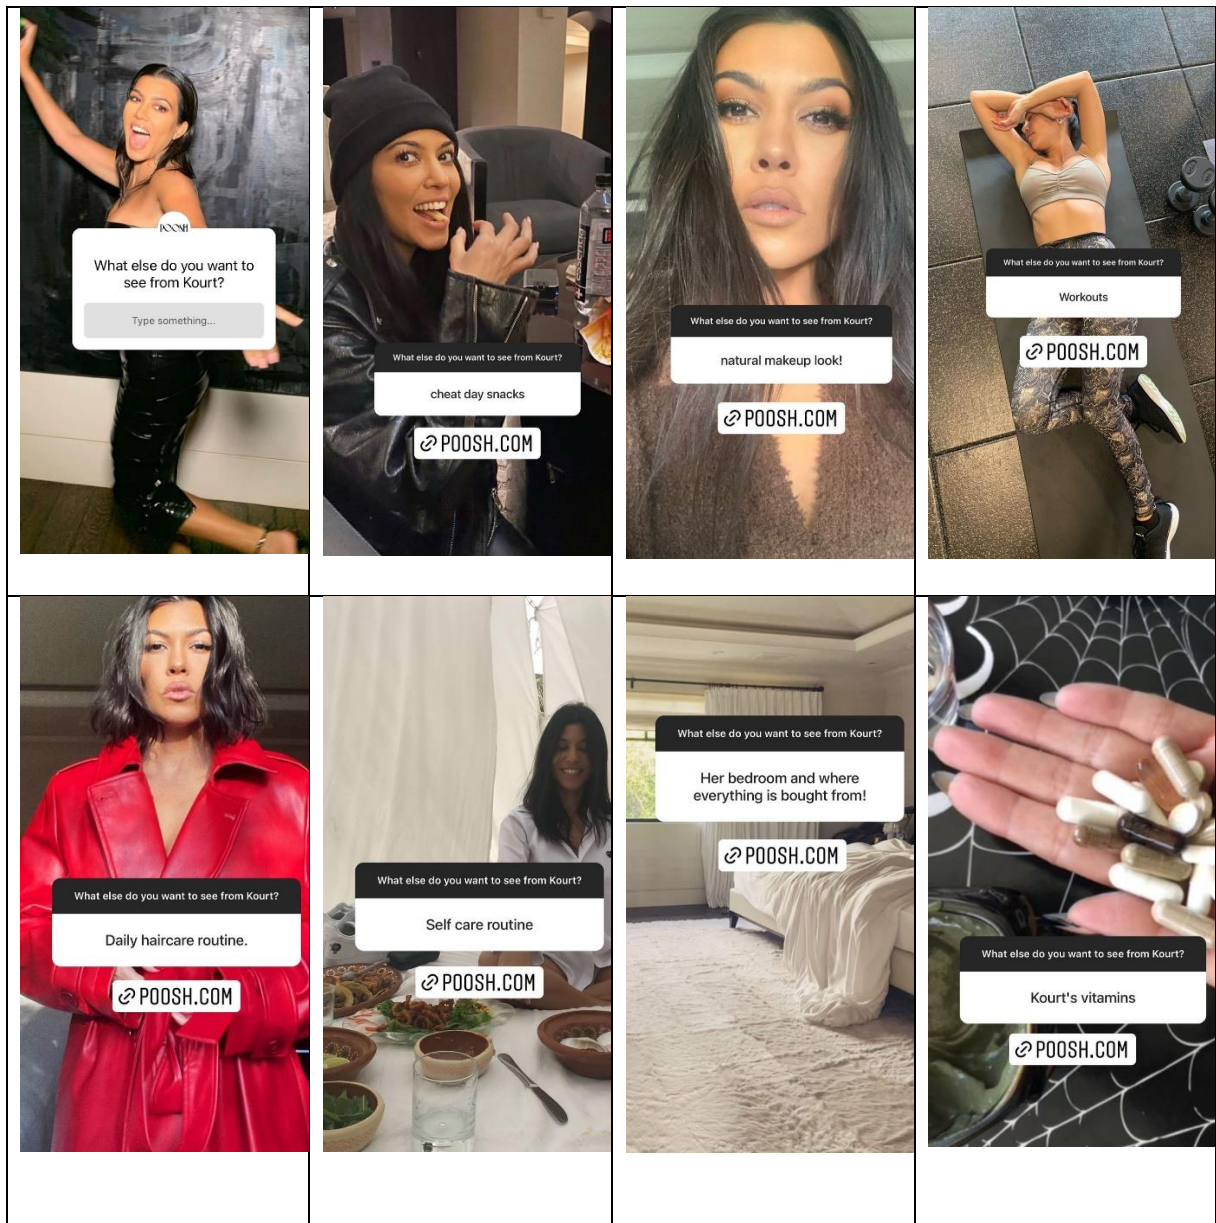 POOSH
What else do you want to
see from Kourt?
Type something...
What else do you want to see from Kourt?
cheat day snacks
POOSH.COM
What else do you want to see from Kourt?
natural makeup look!
POOSH.COM
What else do you want to see from Kourt?
Workouts
POOSH.COM
What else do you want to see from Kourt?
Daily haircare routine.
POOSH.COM
What else do you want to see from Kourt?
Self care routine
POOSH.COM
What else do you want to see from Kourt?
Her bedroom and where
everything is bought from!
POOSH.COM
What else do you want to see from Kourt?
Kourt's vitamins
POOSH.COM